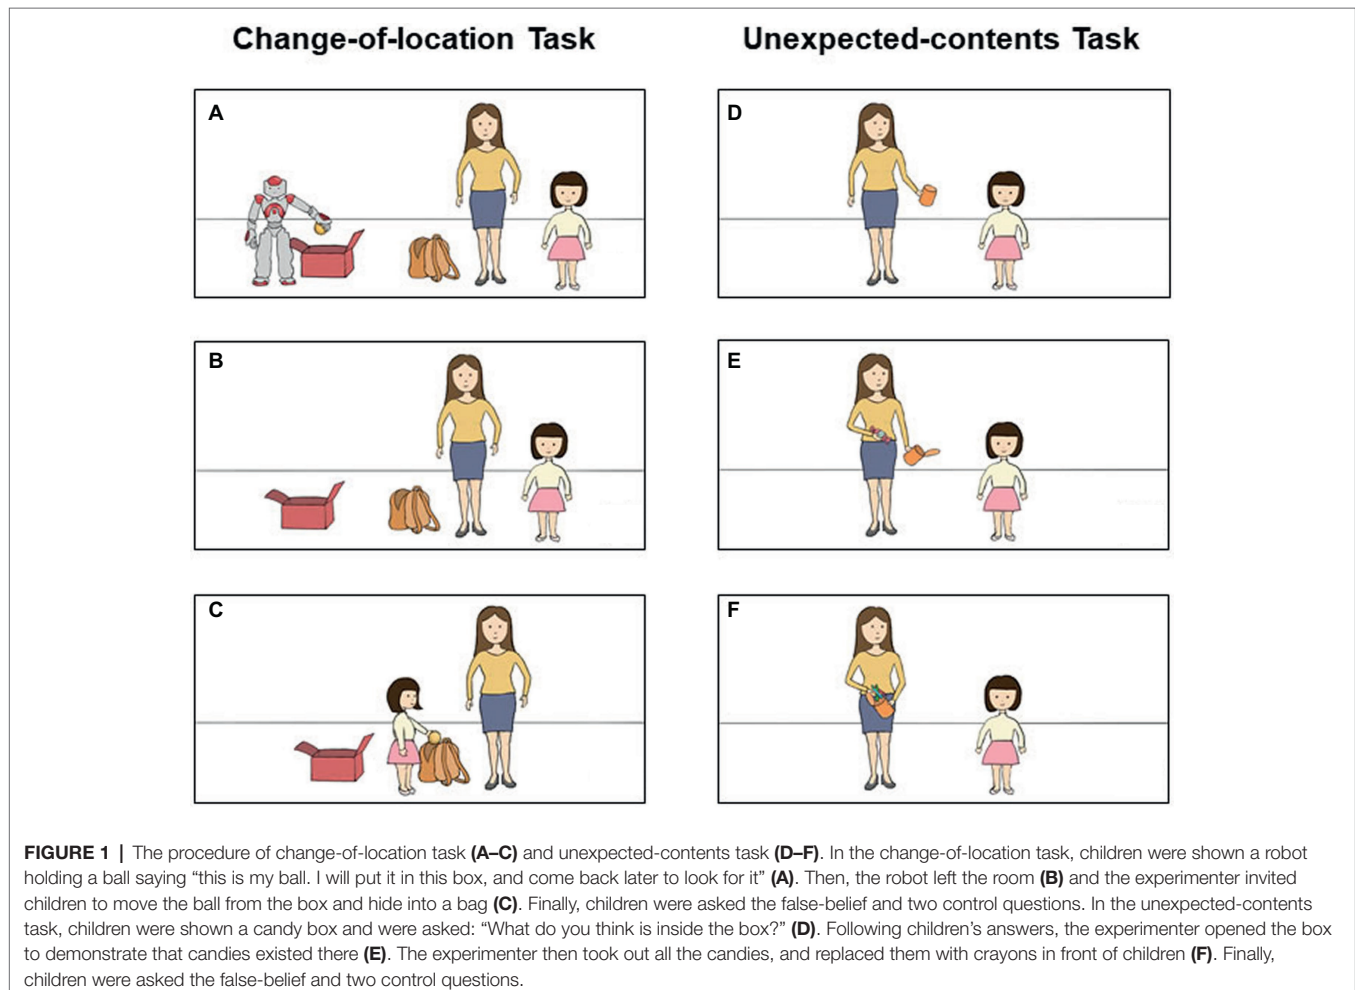 Change-of-location Task
Unexpected-contents Task
A
D
B
E
C
F
FIGURE 1 | The procedure of change-of-location task (A–C) and unexpected-contents task (D–F). In the change-of-location task, children were shown a robot
holding a ball saying “this is my ball. I will put it in this box, and come back later to look for it” (A). Then, the robot left the room (B) and the experimenter invited
children to move the ball from the box and hide into a bag (C). Finally, children were asked the false-belief and two control questions. In the unexpected-contents
task, children were shown a candy box and were asked: “What do you think is inside the box?” (D). Following children’s answers, the experimenter opened the box
to demonstrate that candies existed there (E). The experimenter then took out all the candies, and replaced them with crayons in front of children (F). Finally,
children were asked the false-belief and two control questions.